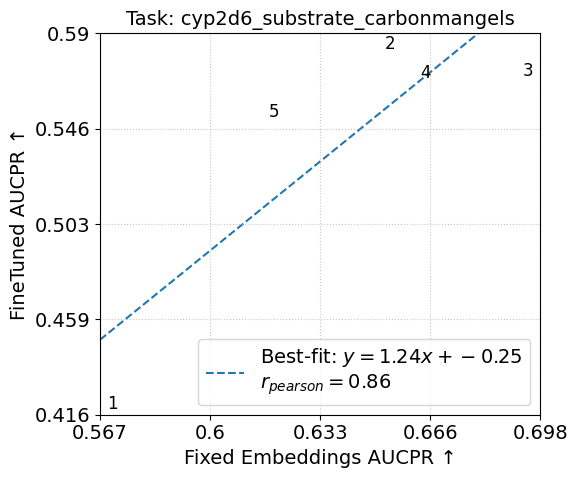 Task: cyp2d6_substrate_carbonmangels
0.59
0.546
0.503
0.459
0.416
FineTuned AUCPR ↑
2
4
3
5
1
Best-fit: y = 1.24x + −0.25
r_pearson = 0.86
0.567 0.6 0.633 0.666 0.698
Fixed Embeddings AUCPR ↑